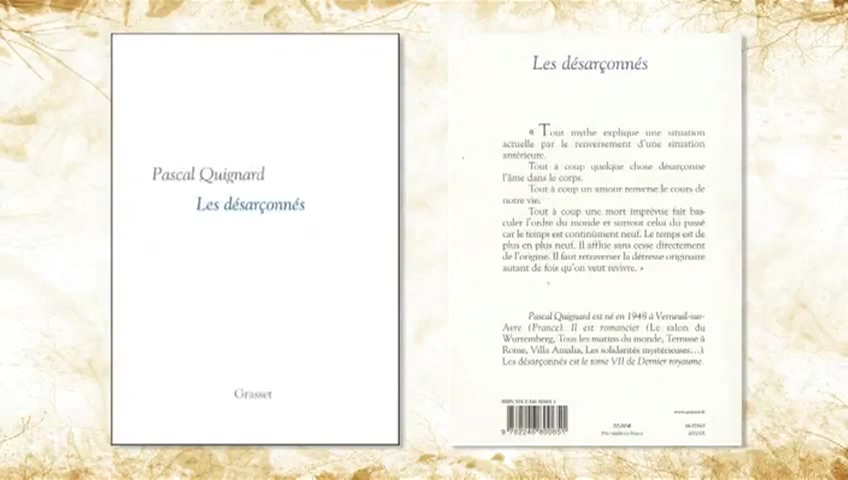 Pascal Quignard
Les désarçonnés
Grasset
Les désarçonnés
« Tout mythe explique une situation
actuelle par le renversement d'une situation
antérieure.
Tout à coup quelque chose désarçonne
l'âme dans le corps.
Tout à coup un amour renverse le cours de
notre vie.
Tout à coup une mort imprévue fait bas-
culer l'ordre du monde et surtout celui du passé
car le temps est continûment neuf. Le temps est de
plus en plus neuf. Il afflue sans cesse directement
de l'origine. Il faut retraverser la détresse originaire
autant de fois qu'on veut revivre. »
Pascal Quignard est né en 1948 à Verneuil-sur-
Avre (France). Il est romancier (Le salon du
Wurtemberg, Tous les matins du monde, Terrasse à
Rome, Villa Amalia, Les solidarités mystérieuses...).
Les désarçonnés est le tome VII de Dernier royaume.